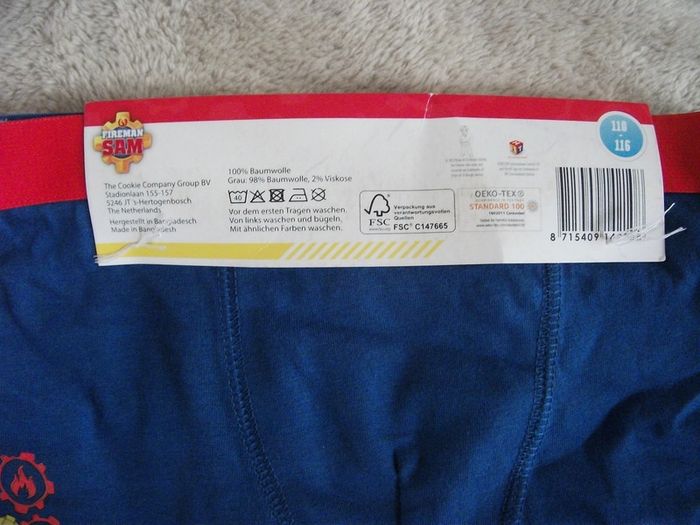 FIREMAN
SAM
110
-
116
100% Baumwolle
Grau: 98% Baumwolle, 2% Viskose
The Cookie Company Group BV
Stadionlaan 155-157
5246 JT 's-Hertogenbosch
The Netherlands
Hergestellt in Bangladesch.
Made in Bangladesh
40
Vor dem ersten Tragen waschen.
Von links waschen und bügeln.
Mit ähnlichen Farben waschen.
FSC
Verpackung aus
verantwortungsvollen
Quellen
FSC® C147665
OEKO-TEX®
STANDARD 100
8 715409